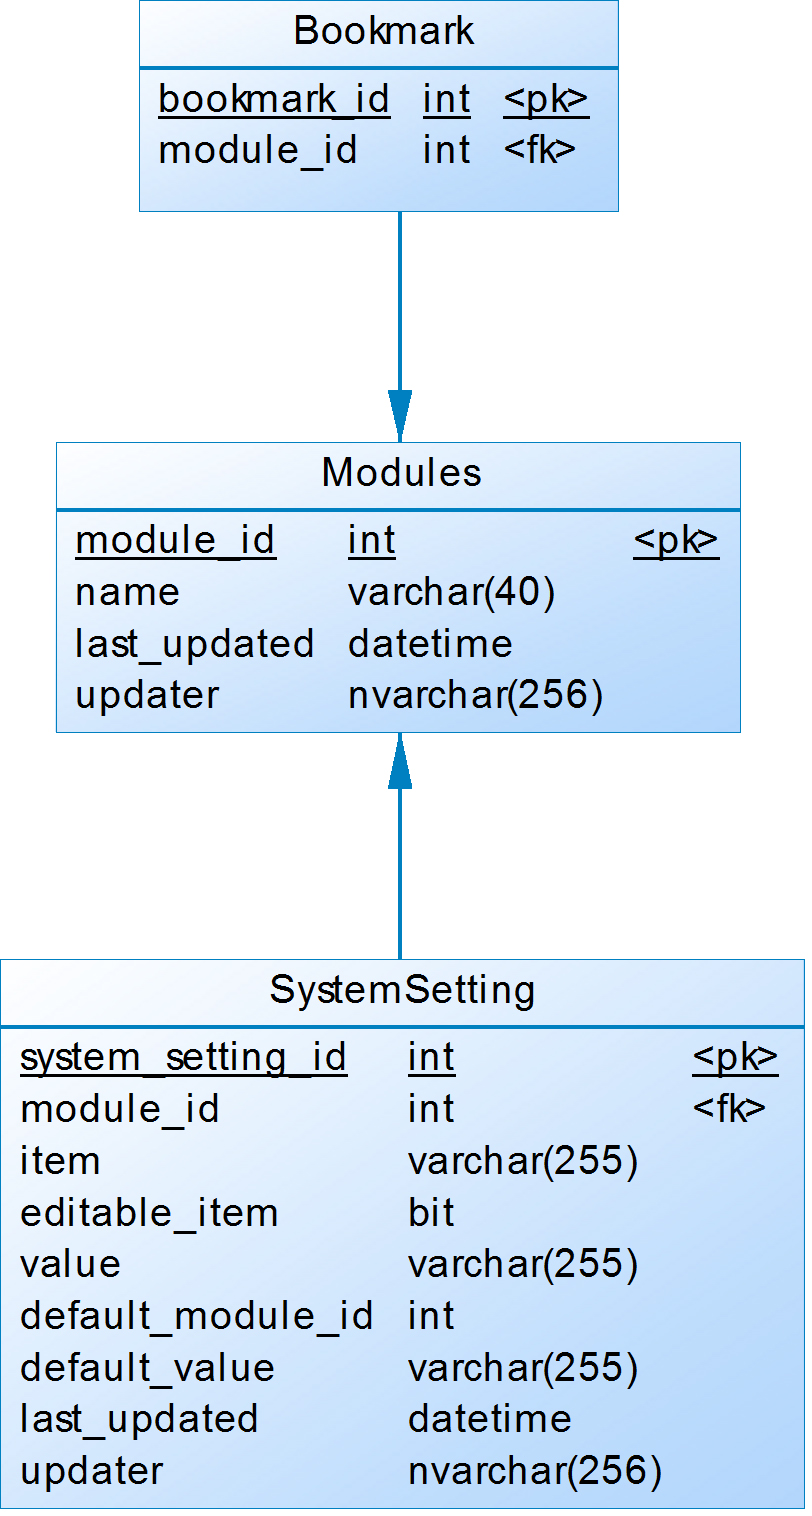 Bookmark
bookmark_id int <pk>
module_id int <fk>
Modules
module_id int <pk>
name varchar(40)
last_updated datetime
updater nvarchar(256)
SystemSetting
system_setting_id int <pk>
module_id int <fk>
item varchar(255)
editable_item bit
value varchar(255)
default_module_id int
default_value varchar(255)
last_updated datetime
updater nvarchar(256)